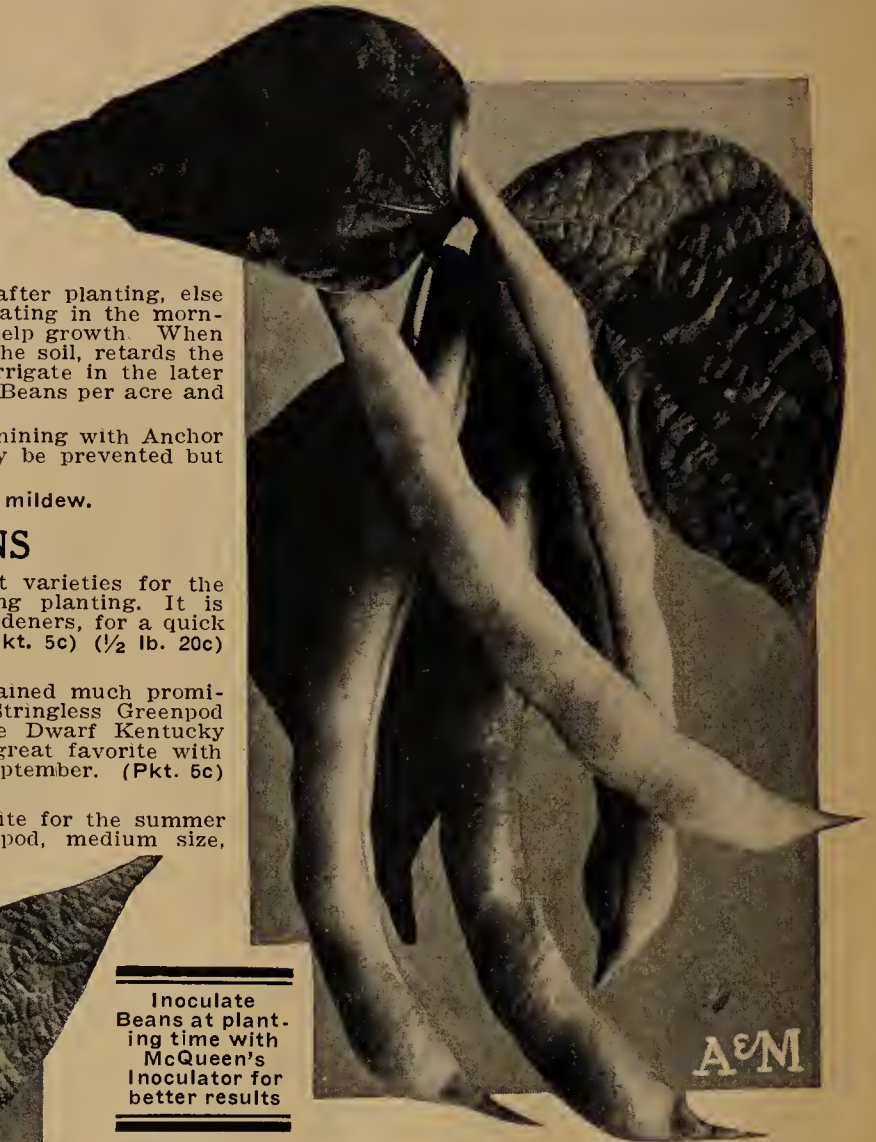 after planting, else
ating in the morn-
elp growth. When
he soil, retards the
rrigate in the later
Beans per acre and
nining with Anchor
y be prevented but
mildew.
NS
t varieties for the
ng planting. It is
deners, for a quick
kt. 5c) (½ lb. 20c)
ained much promi-
Stringless Greenpod
e Dwarf Kentucky
great favorite with
ptember. (Pkt. 5c)
ite for the summer
pod, medium size,
Inoculate
Beans at plant-
ing time with
McQueen's
Inoculator for
better results
A&M